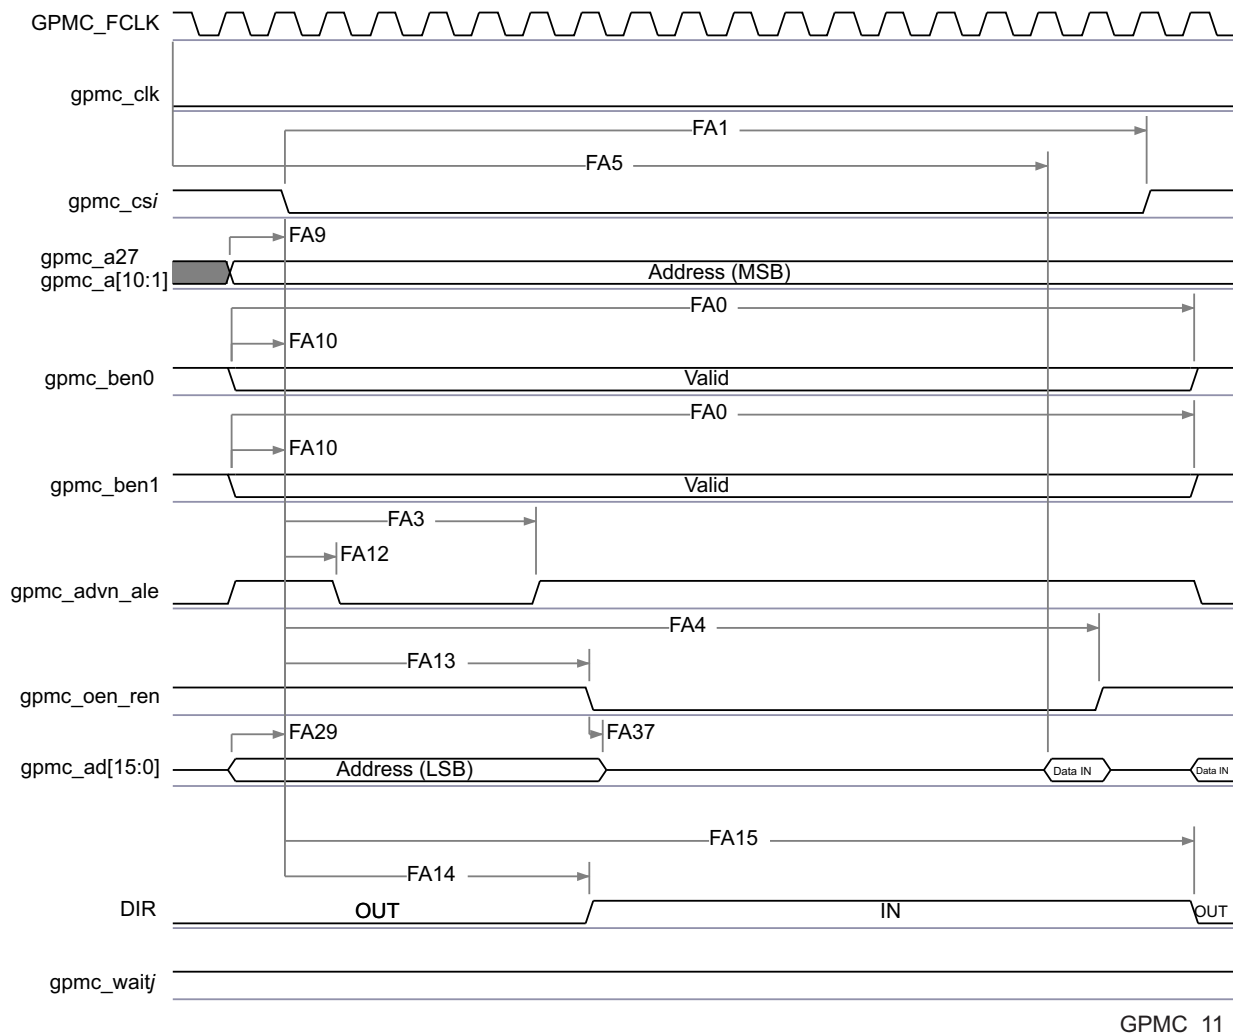 GPMC_FCLK
gpmc_clk
FA1
FA5
gpmc_csi
FA9
gpmc_a27
gpmc_a[10:1]
Address (MSB)
FA0
FA10
gpmc_ben0
Valid
FA0
FA10
gpmc_ben1
Valid
FA3
FA12
gpmc_advn_ale
FA4
FA13
gpmc_oen_ren
FA29
FA37
gpmc_ad[15:0]
Address (LSB)
Data IN
Data IN
FA15
FA14
DIR
OUT
IN
OUT
gpmc_waitj
GPMC_11